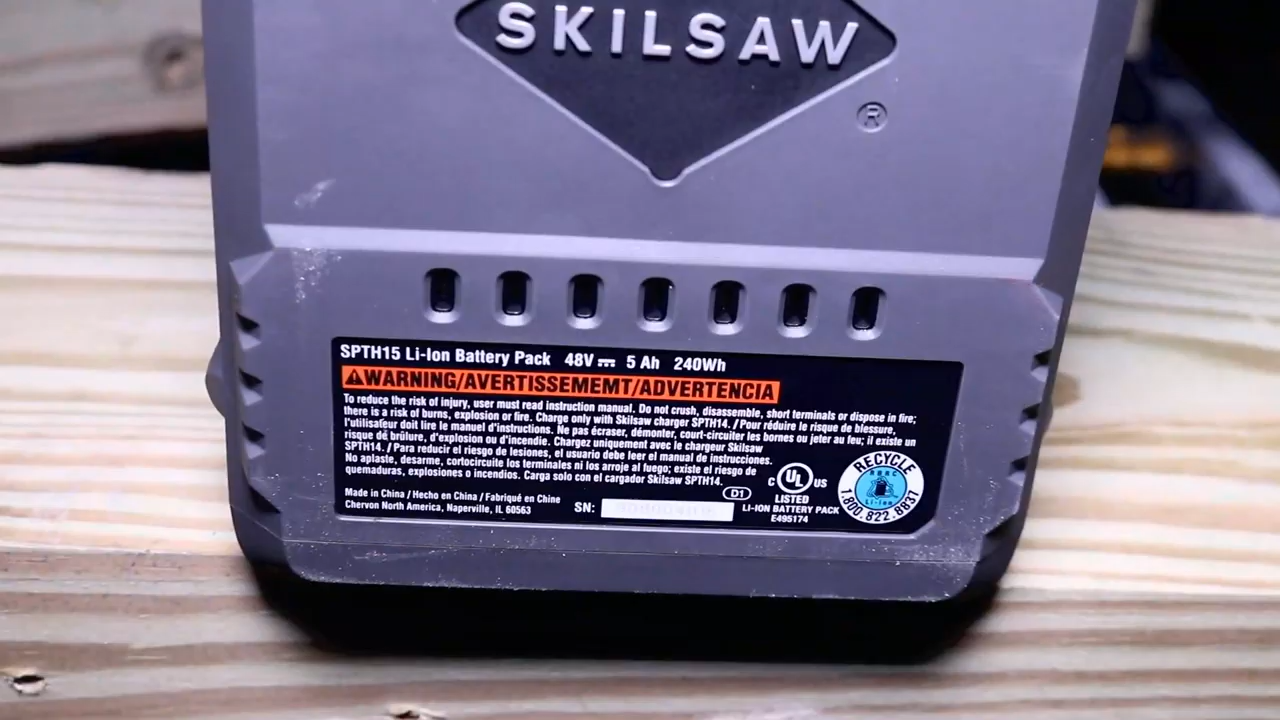 SKILSAW
®
SPTH15 Li-Ion Battery Pack 48V ⎓ 5 Ah 240Wh
⚠WARNING/AVERTISSEMEMT/ADVERTENCIA
To reduce the risk of injury, user must read instruction manual. Do not crush, disassemble, short terminals or dispose in fire;
there is a risk of burns, explosion or fire. Charge only with Skilsaw charger SPTH14. / Pour réduire le risque de blessure,
l'utilisateur doit lire le manuel d'instructions. Ne pas écraser, démonter, court-circuiter les bornes ou jeter au feu; il existe un
risque de brûlure, d'explosion ou d'incendie. Chargez uniquement avec le chargeur Skilsaw
SPTH14. / Para reducir el riesgo de lesiones, el usuario debe leer el manual de instrucciones.
No aplaste, desarme, cortocircuite los terminales ni los arroje al fuego; existe el riesgo de
quemaduras, explosiones o incendios. Carga solo con el cargador Skilsaw SPTH14.
Made in China / Hecho en China / Fabriqué en Chine
Chervon North America, Naperville, IL 60563
SN:
D1
C UL US
LISTED
LI-ION BATTERY PACK
E495174
RECYCLE
RBRC
Li-Ion
1.800.822.8837